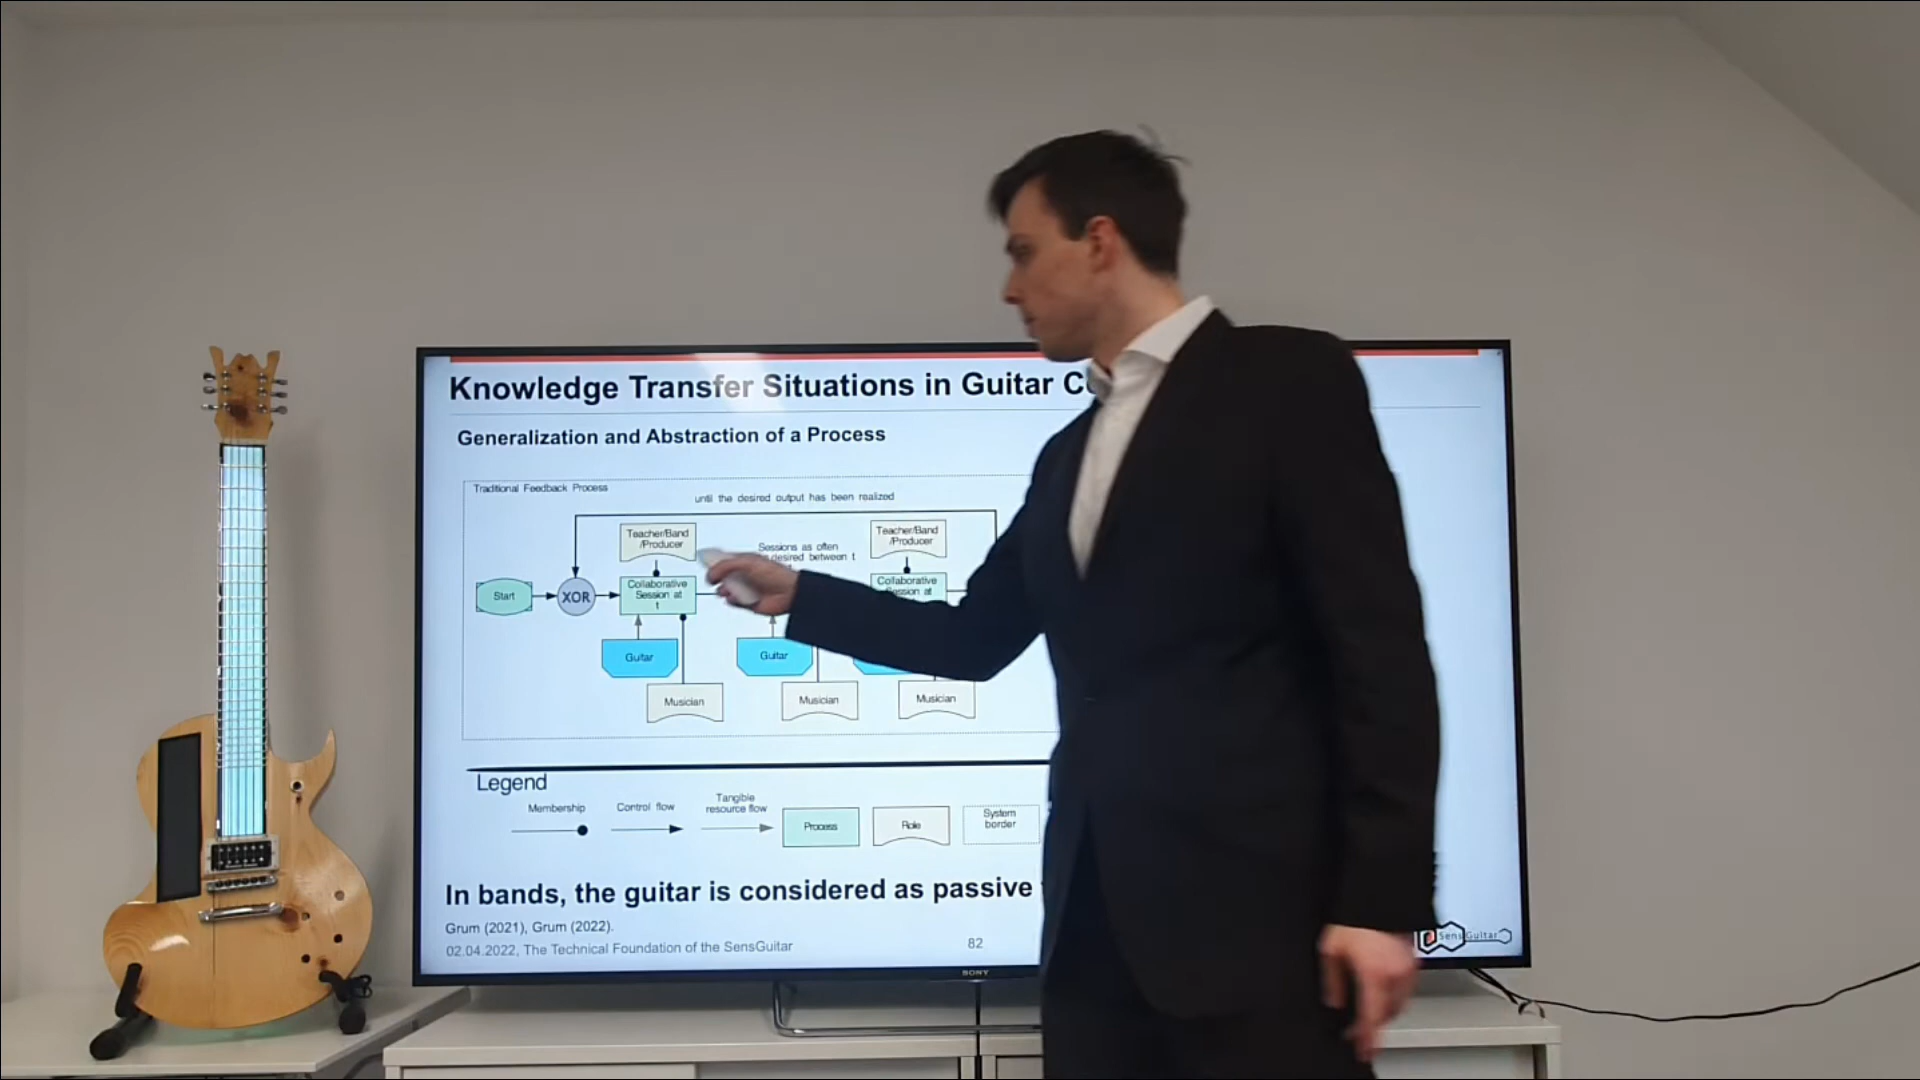 Knowledge Transfer Situations in Guitar
Generalization and Abstraction of a Process
Traditional Feedback Process
until the desired output has been realized
Teacher/Band
/Producer
Sessions as often
desired between t
Teacher/Band
/Producer
Start
XOR
Collaborative
Session at
t
Collaborative
Session at
Guitar
Guitar
Musician
Musician
Musician
Legend
Membership
Control flow
Tangible
resource flow
Process
Role
System
border
In bands, the guitar is considered as passive
Grum (2021), Grum (2022).
02.04.2022, The Technical Foundation of the SensGuitar
82
SensGuitar
SONY